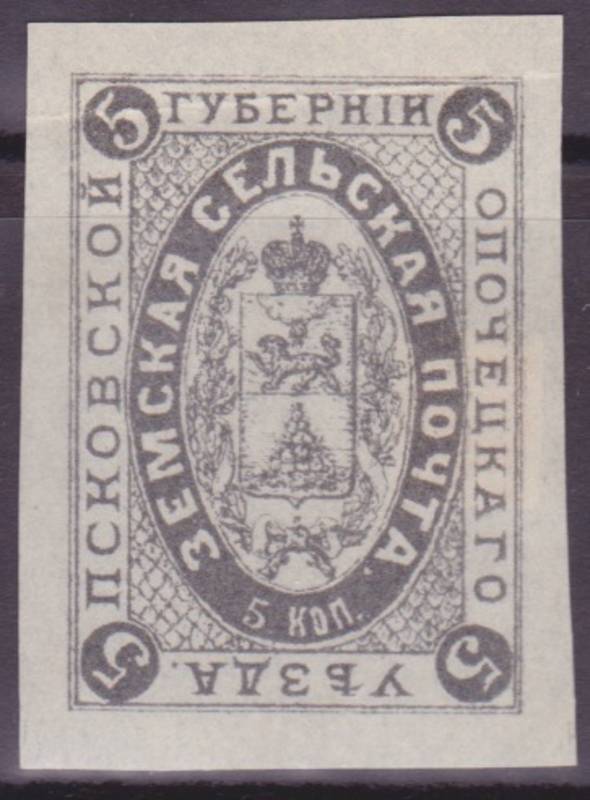 5
ПСКОВСКОЙ
ГУБЕРНІИ
5
ОПОЧЕЦКАГО
5
УѢЗДА.
5
ЗЕМСКАЯ СЕЛЬСКАЯ ПОЧТА.
5 КОП.